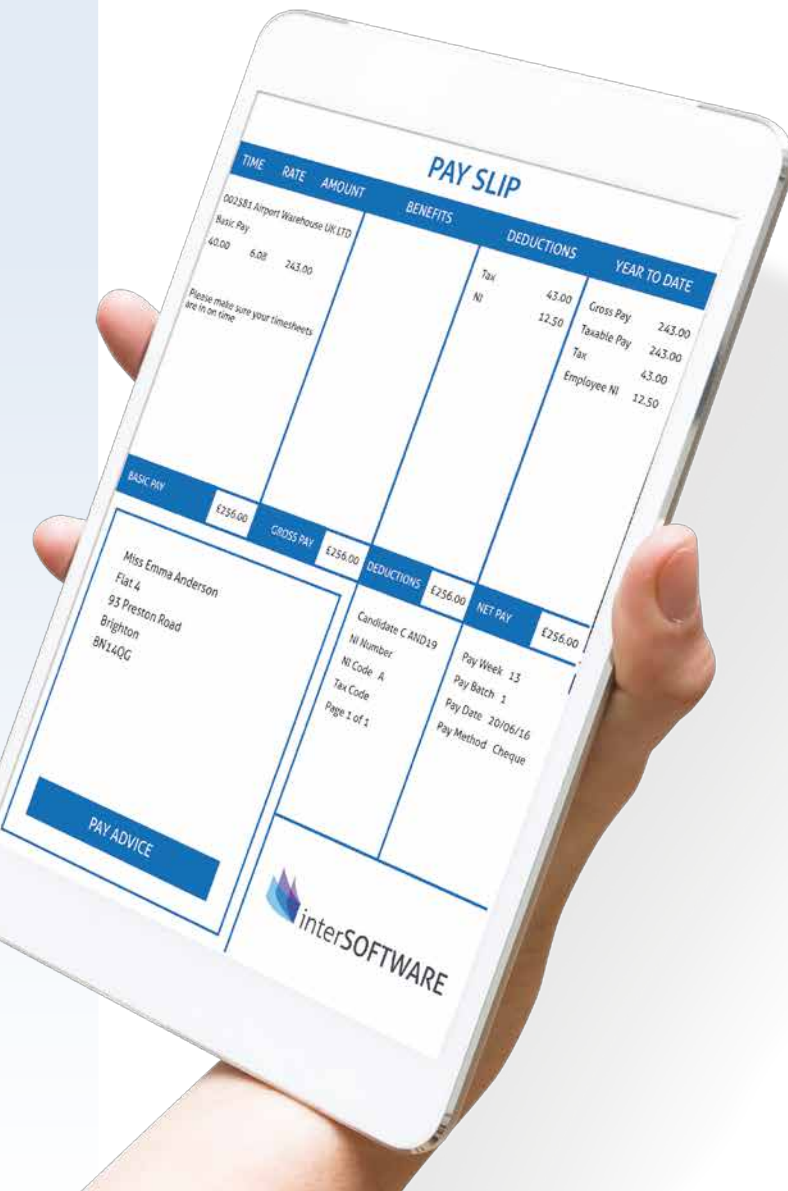 PAY SLIP
TIME RATE AMOUNT BENEFITS DEDUCTIONS YEAR TO DATE
002581 Airport Warehouse UK LTD
Basic Pay
40.00 6.08 243.00
Please make sure your timesheets
are in on time
Tax 43.00
NI 12.50
Gross Pay 243.00
Taxable Pay 243.00
Tax 43.00
Employee NI 12.50
BASIC PAY £256.00 GROSS PAY £256.00 DEDUCTIONS £256.00 NET PAY £256.00
Miss Emma Anderson
Flat 4
93 Preston Road
Brighton
BN14QG
PAY ADVICE
Candidate C AND19
NI Number
NI Code A
Tax Code
Page 1 of 1
Pay Week 13
Pay Batch 1
Pay Date 20/06/16
Pay Method Cheque
interSOFTWARE